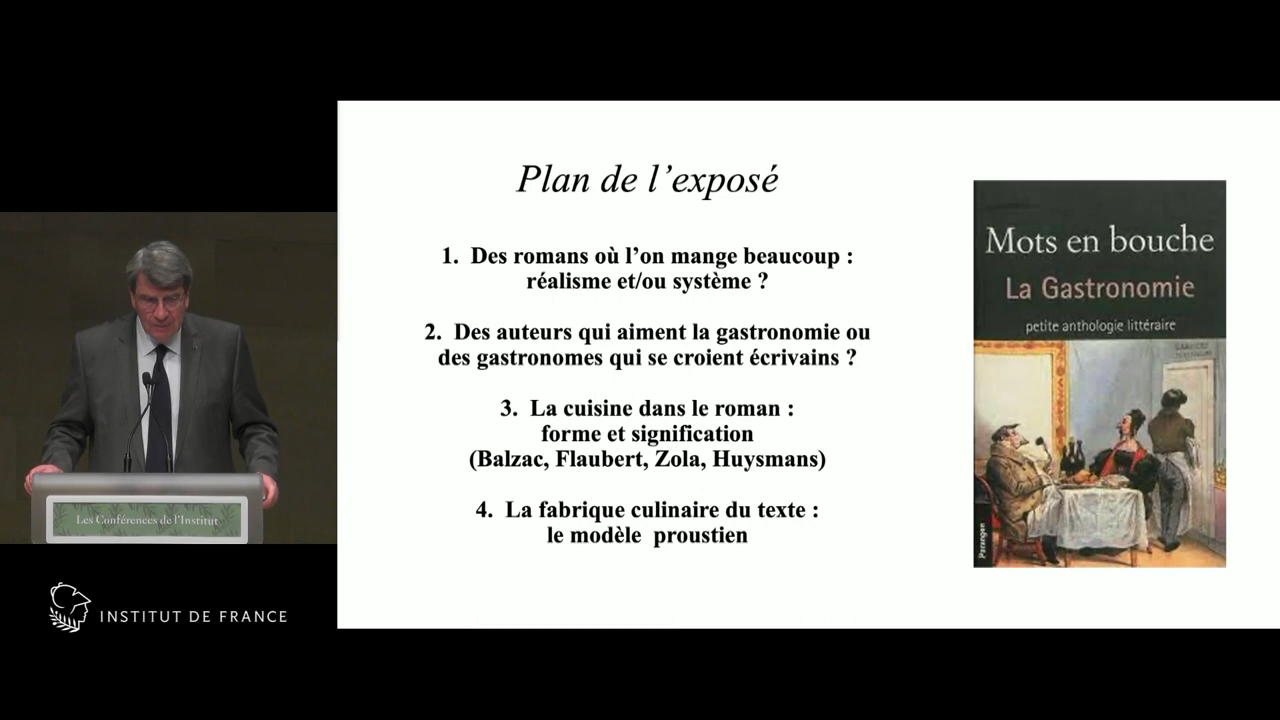 Plan de l’exposé
1. Des romans où l’on mange beaucoup :
réalisme et/ou système ?
2. Des auteurs qui aiment la gastronomie ou
des gastronomes qui se croient écrivains ?
3. La cuisine dans le roman :
forme et signification
(Balzac, Flaubert, Zola, Huysmans)
4. La fabrique culinaire du texte :
le modèle proustien
Mots en bouche
La Gastronomie
petite anthologie littéraire
Parangon
Les Conférences de l’Institut
INSTITUT DE FRANCE